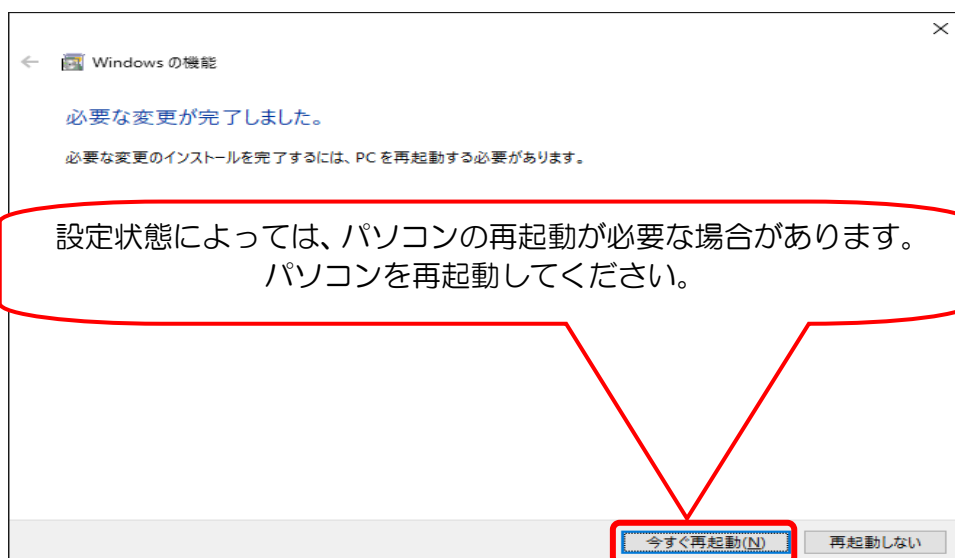 Windows の機能
必要な変更が完了しました。
必要な変更のインストールを完了するには、PC を再起動する必要があります。
設定状態によっては、パソコンの再起動が必要な場合があります。
パソコンを再起動してください。
今すぐ再起動(N)
再起動しない